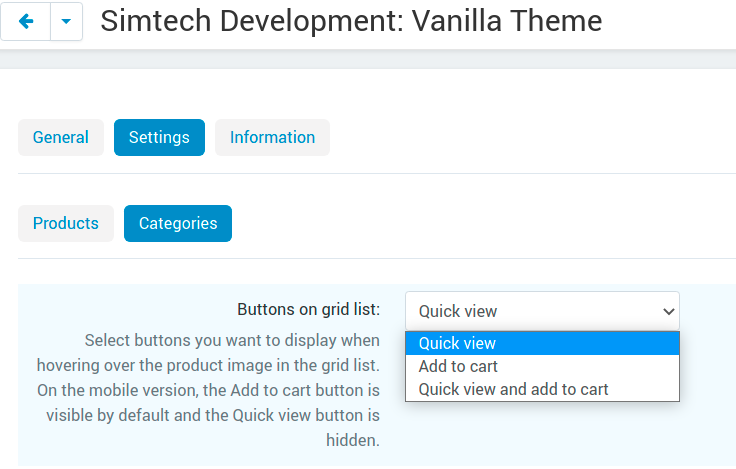 Simtech Development: Vanilla Theme
General Settings Information
Products Categories
Buttons on grid list: Quick view
Select buttons you want to display when
hovering over the product image in the grid list.
On the mobile version, the Add to cart button is
visible by default and the Quick view button is
hidden.
Quick view
Add to cart
Quick view and add to cart